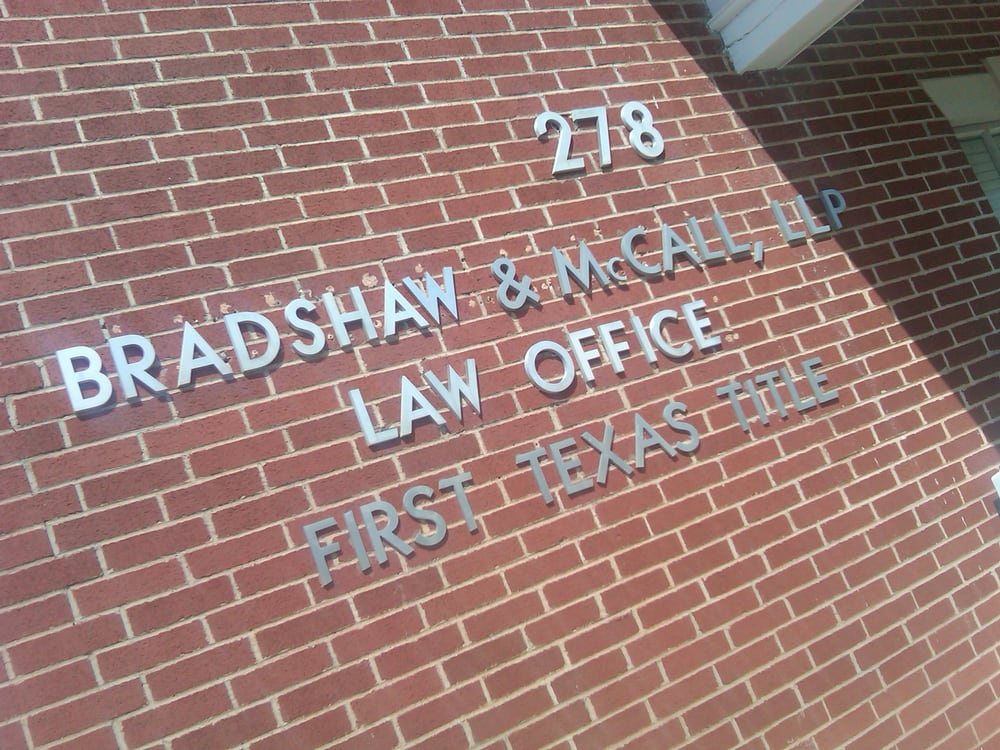 278
BRADSHAW & McCALL, LLP
LAW OFFICE
FIRST TEXAS TITLE